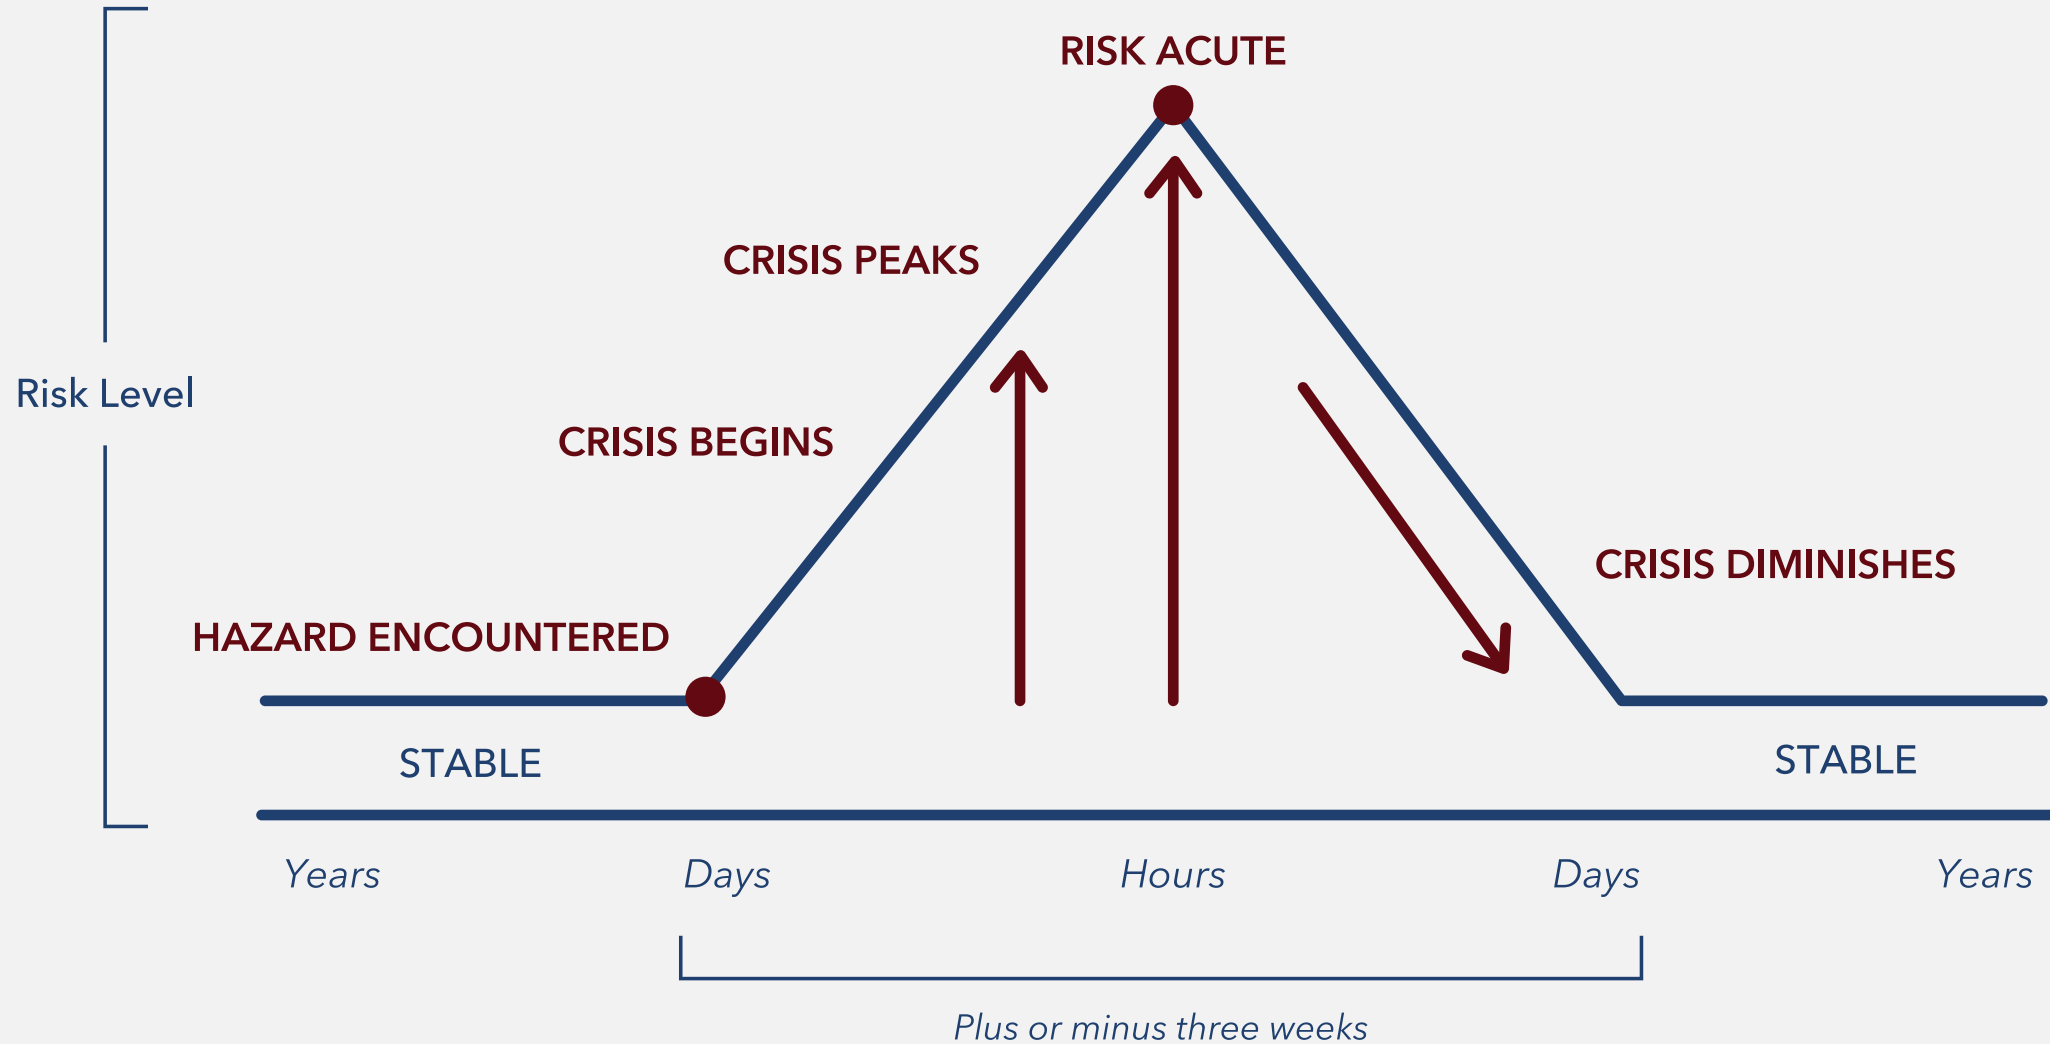 RISK ACUTE
CRISIS PEAKS
Risk Level
CRISIS BEGINS
CRISIS DIMINISHES
HAZARD ENCOUNTERED
STABLE
STABLE
Years
Days
Hours
Days
Years
Plus or minus three weeks